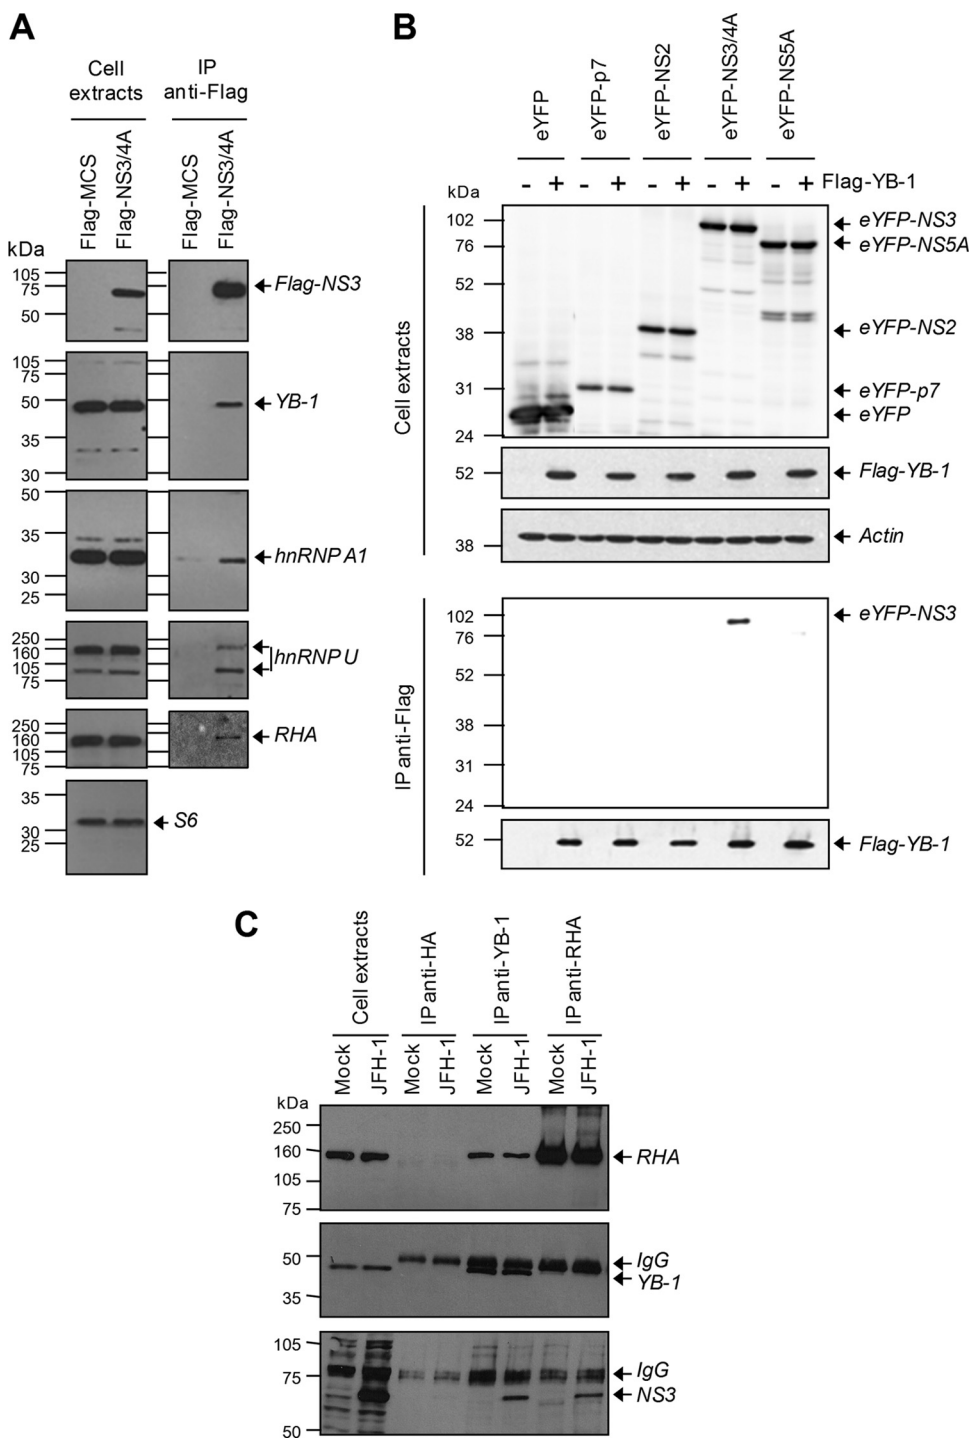 A
Cell extracts
IP anti-Flag
Flag-MCS
Flag-NS3/4A
Flag-MCS
Flag-NS3/4A
kDa
105
75
50
Flag-NS3
105
75
50
35
30
YB-1
50
35
30
25
hnRNP A1
250
160
105
75
hnRNP U
250
160
105
75
RHA
35
30
25
S6
B
eYFP
eYFP-p7
eYFP-NS2
eYFP-NS3/4A
eYFP-NS5A
kDa
- + - + - + - + - + Flag-YB-1
Cell extracts
102
76
52
38
31
24
eYFP-NS3
eYFP-NS5A
eYFP-NS2
eYFP-p7
eYFP
52
Flag-YB-1
38
Actin
IP anti-Flag
102
76
52
38
31
24
eYFP-NS3
52
Flag-YB-1
C
Cell extracts
IP anti-HA
IP anti-YB-1
IP anti-RHA
Mock
JFH-1
Mock
JFH-1
Mock
JFH-1
Mock
JFH-1
kDa
250
160
105
75
RHA
50
35
IgG
YB-1
105
75
50
IgG
NS3